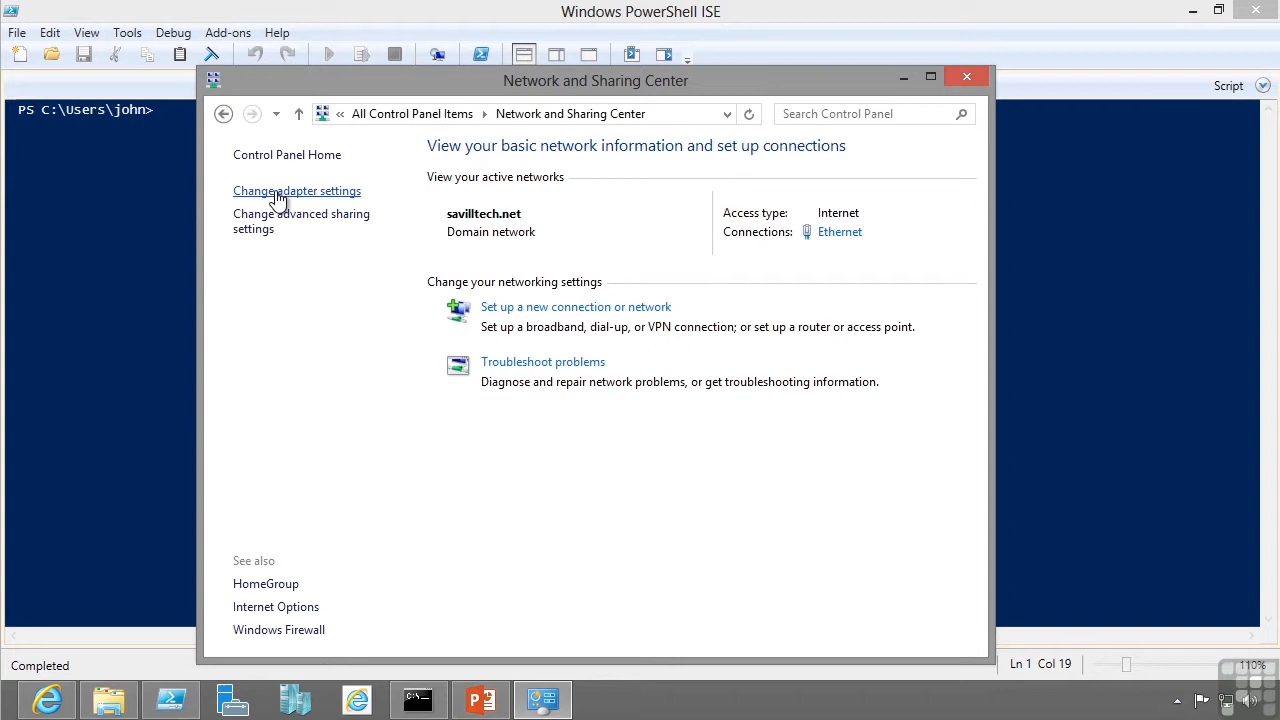 Windows PowerShell ISE
File Edit View Tools Debug Add-ons Help
Script
PS C:\Users\john>
Network and Sharing Center
« All Control Panel Items Network and Sharing Center
Search Control Panel
Control Panel Home
Change adapter settings
Change advanced sharing
settings
View your basic network information and set up connections
View your active networks
savilltech.net
Domain network
Access type: Internet
Connections: Ethernet
Change your networking settings
Set up a new connection or network
Set up a broadband, dial-up, or VPN connection; or set up a router or access point.
Troubleshoot problems
Diagnose and repair network problems, or get troubleshooting information.
See also
HomeGroup
Internet Options
Windows Firewall
Completed
Ln 1 Col 19
110%
C:\